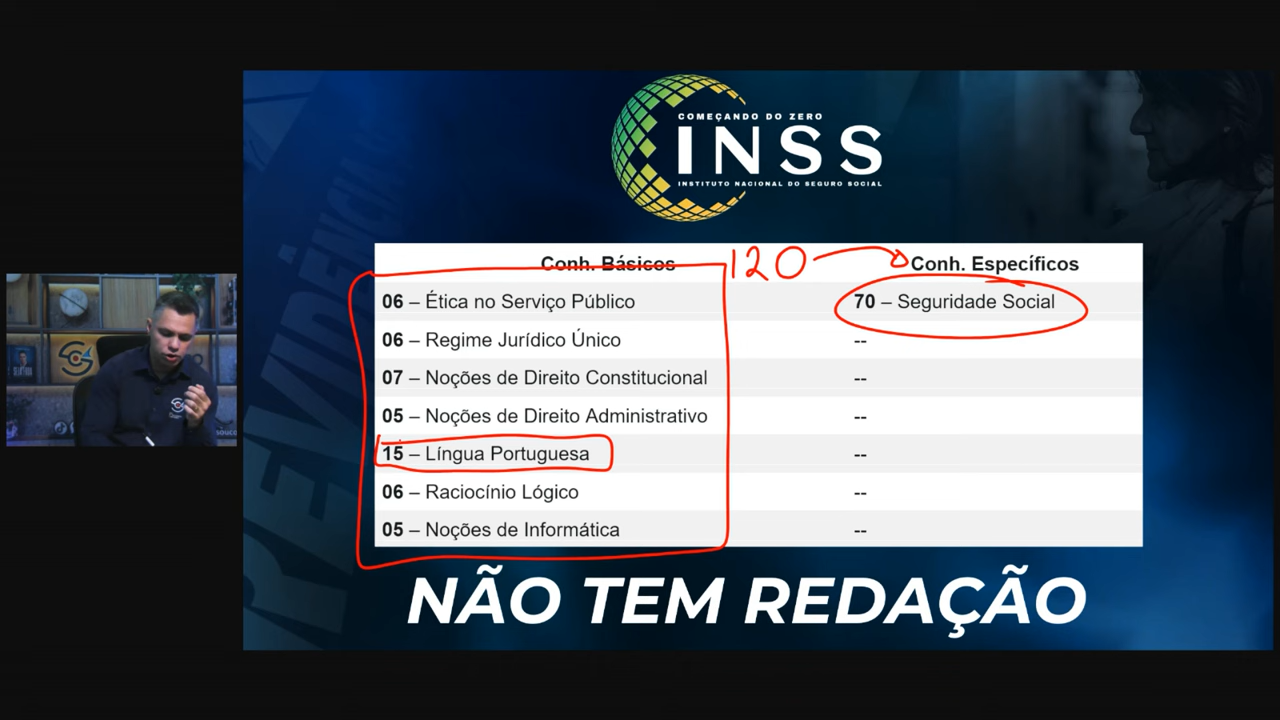 COMEÇANDO DO ZERO
INSS
INSTITUTO NACIONAL DO SEGURO SOCIAL
Conh. Básicos
120
Conh. Específicos
06 – Ética no Serviço Público
70 – Seguridade Social
06 – Regime Jurídico Único
--
07 – Noções de Direito Constitucional
--
05 – Noções de Direito Administrativo
--
15 – Língua Portuguesa
--
06 – Raciocínio Lógico
--
05 – Noções de Informática
--
NÃO TEM REDAÇÃO